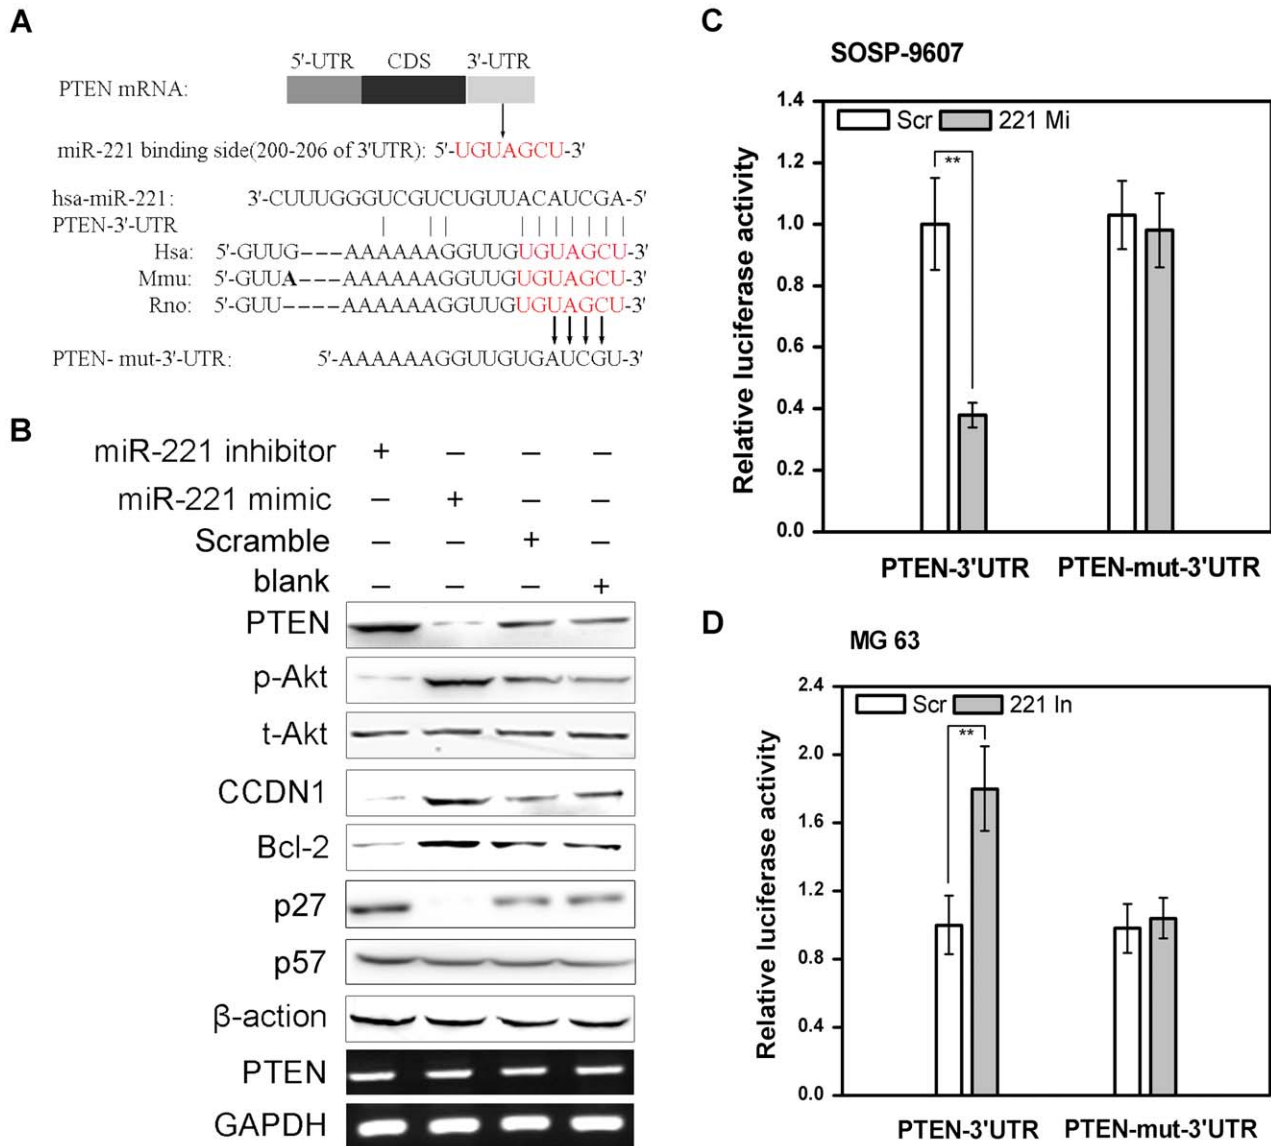 A
5'-UTR CDS 3'-UTR
PTEN mRNA:
miR-221 binding side(200-206 of 3'UTR): 5'-UGUAGCU-3'
hsa-miR-221: 3'-CUUUGGGUCGUCUGUUACAUCGA-5'
PTEN-3'-UTR
Hsa: 5'-GUUG---AAAAAAGGUUGUGUAGCU-3'
Mmu: 5'-GUUA---AAAAAAGGUUGUGUAGCU-3'
Rno: 5'-GUU----AAAAAAGGUUGUGUAGCU-3'
PTEN- mut-3'-UTR: 5'-AAAAAAGGUUGUGAUCGU-3'
B
miR-221 inhibitor + – – –
miR-221 mimic – + – –
Scramble – – + –
blank – – – +
PTEN
p-Akt
t-Akt
CCDN1
Bcl-2
p27
p57
β-action
PTEN
GAPDH
C
SOSP-9607
Relative luciferase activity
1.4
1.2
1.0
0.8
0.6
0.4
0.2
0.0
Scr 221 Mi
**
PTEN-3'UTR PTEN-mut-3'UTR
D
MG 63
Relative luciferase activity
2.4
2.0
1.6
1.2
0.8
0.4
0.0
Scr 221 In
**
PTEN-3'UTR PTEN-mut-3'UTR